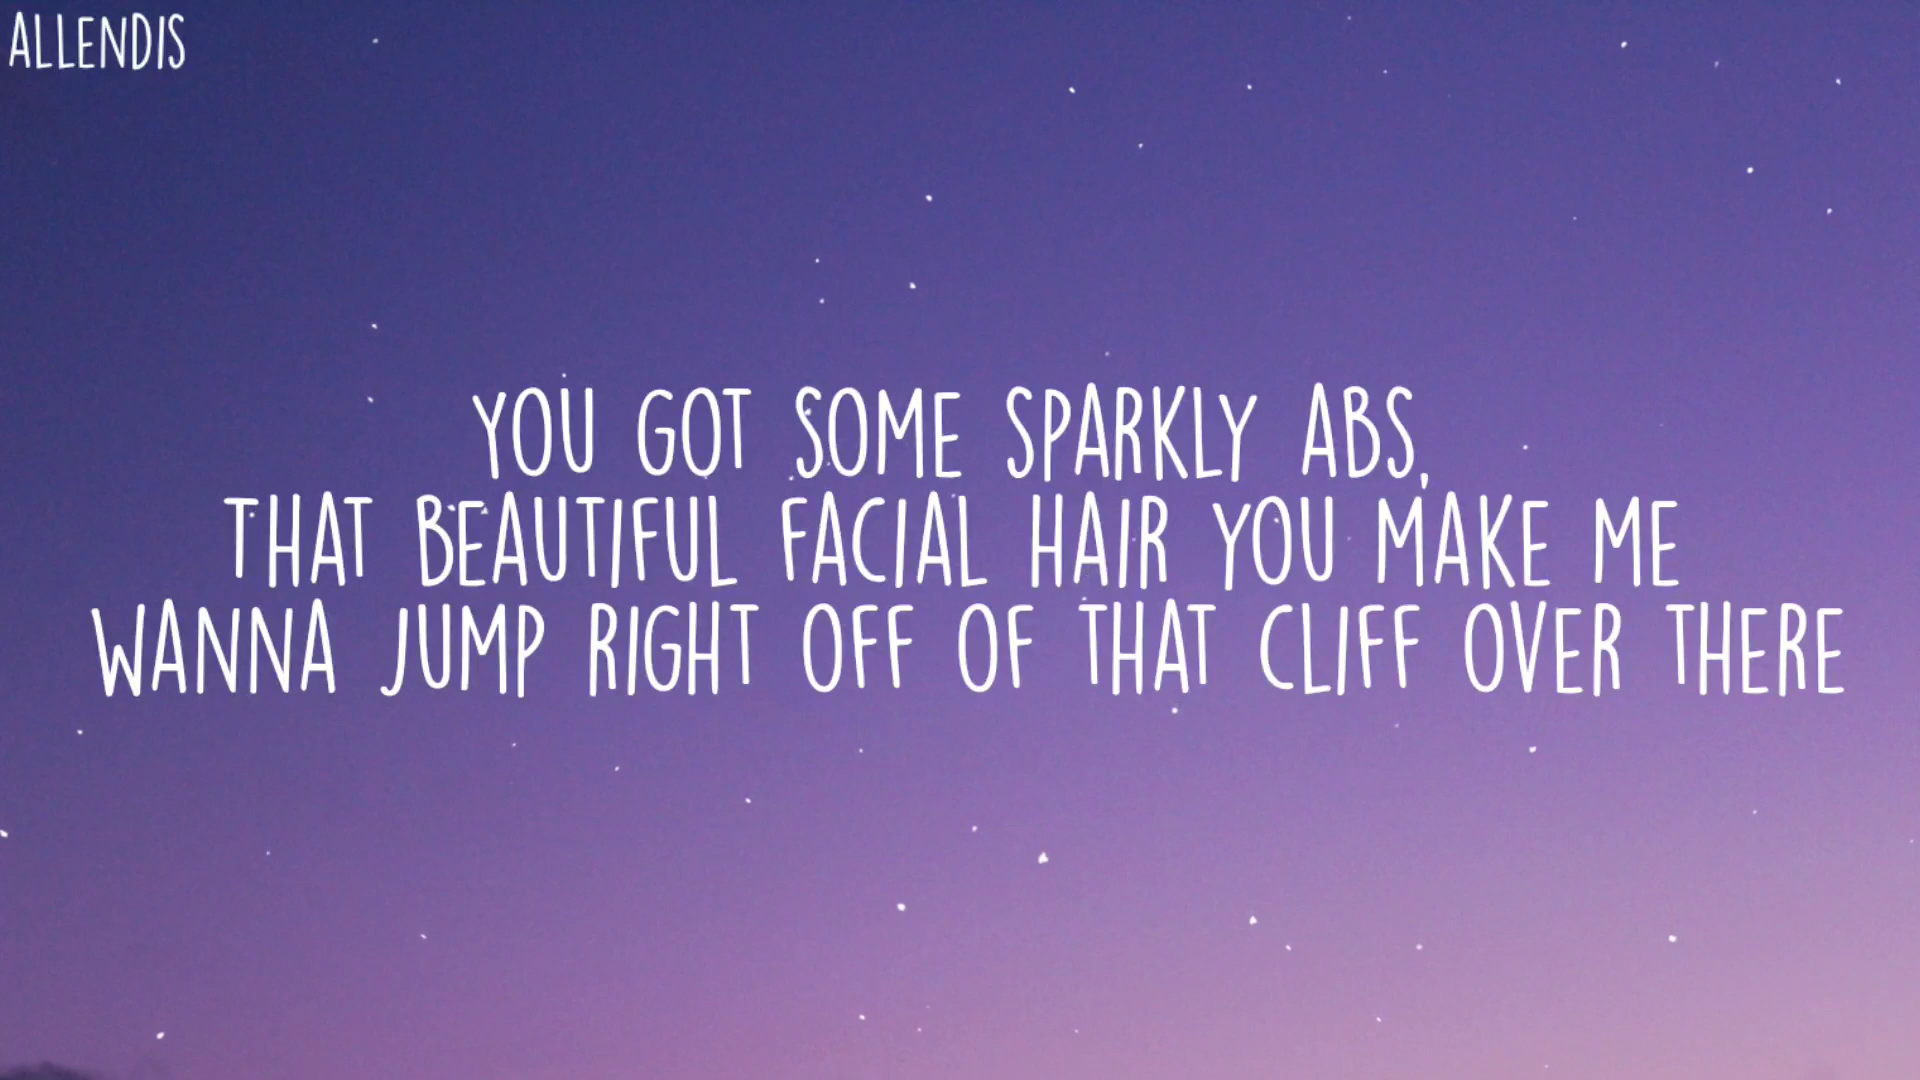 ALLENDIS
YOU GOT SOME SPARKLY ABS,
THAT BEAUTIFUL FACIAL HAIR YOU MAKE ME
WANNA JUMP RIGHT OFF OF THAT CLIFF OVER THERE